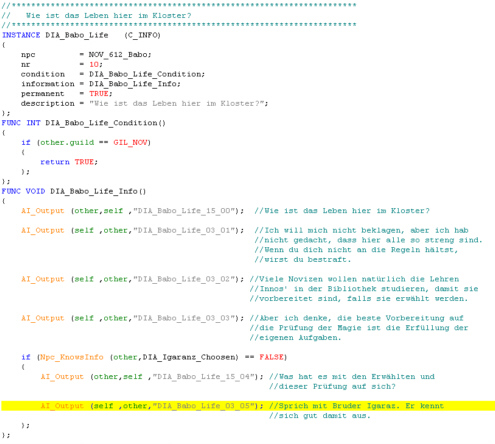 //*******************************************************************
//   Wie ist das Leben hier im Kloster?
//*******************************************************************
INSTANCE DIA_Babo_Life   (C_INFO)
{
    npc         = NOV_612_Babo;
    nr          = 10;
    condition   = DIA_Babo_Life_Condition;
    information = DIA_Babo_Life_Info;
    permanent   = TRUE;
    description = "Wie ist das Leben hier im Kloster?";
};
FUNC INT DIA_Babo_Life_Condition()
{
    if (other.guild == GIL_NOV)
    {
        return TRUE;
    };
};
FUNC VOID DIA_Babo_Life_Info()
{
    AI_Output (other,self ,"DIA_Babo_Life_15_00");  //Wie ist das Leben hier im Kloster?
    AI_Output (self ,other,"DIA_Babo_Life_03_01");  //Ich will mich nicht beklagen, aber ich hab
//nicht gedacht, dass hier alle so streng sind.
//Wenn du dich nicht an die Regeln hältst,
//wirst du bestraft.
    AI_Output (self ,other,"DIA_Babo_Life_03_02"); //Viele Novizen wollen natürlich die Lehren
//Innos' in der Bibliothek studieren, damit sie
//vorbereitet sind, falls sie erwählt werden.
    AI_Output (self ,other,"DIA_Babo_Life_03_03"); //Aber ich denke, die beste Vorbereitung auf
//die Prüfung der Magie ist die Erfüllung der
//eigenen Aufgaben.
    if (Npc_KnowsInfo (other,DIA_Igaranz_Choosen) == FALSE)
    {
        AI_Output (other,self ,"DIA_Babo_Life_15_04"); //Was hat es mit den Erwählten und
//dieser Prüfung auf sich?
        AI_Output (self ,other,"DIA_Babo_Life_03_05"); //Sprich mit Bruder Igaraz. Er kennt
//sich gut damit aus.
    };
};